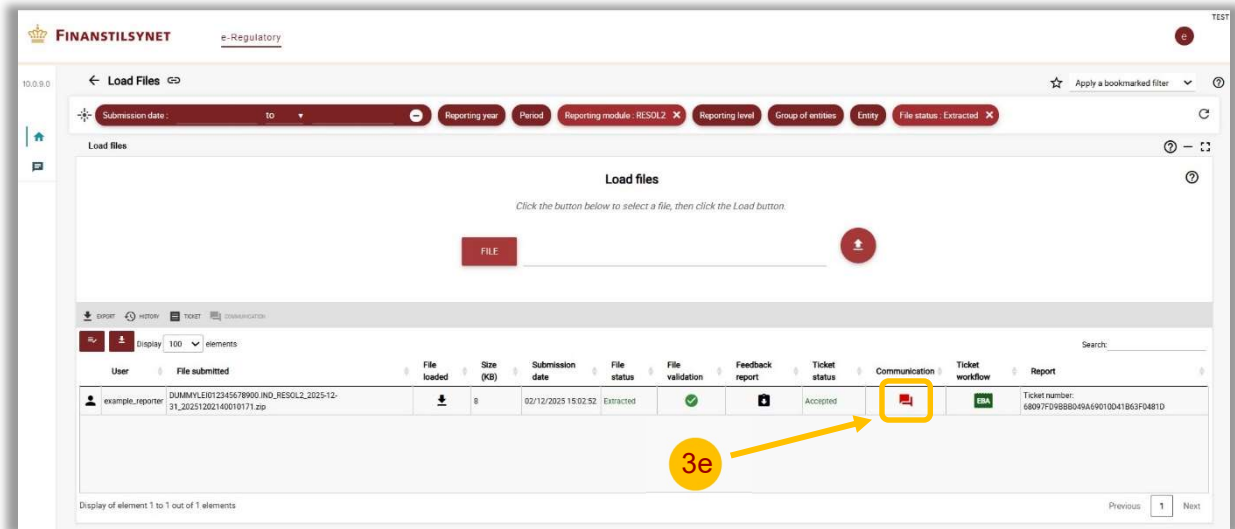 TEST
FINANSTILSYNET
e-Regulatory
e
10.0.9.0
Load Files
Apply a bookmarked filter
Submission date : to
Reporting year
Period
Reporting module : RESOL2
Reporting level
Group of entities
Entity
File status : Extracted
Load files
Load files
Click the button below to select a file, then click the Load button.
FILE
EXPORT HISTORY TICKET COMMUNICATION
Display 100 elements
Search:
User File submitted File loaded Size (KB) Submission date File status File validation Feedback report Ticket status Communication Ticket workflow Report
example_reporter DUMMYLEI012345678900.IND_RESOL2_2025-12-
31_20251202140010171.zip
8 02/12/2025 15:02:52 Extracted Accepted EBA
Ticket number:
68097FD9BBB049A69010D41B63F0481D
3e
Display of element 1 to 1 out of 1 elements
Previous 1 Next